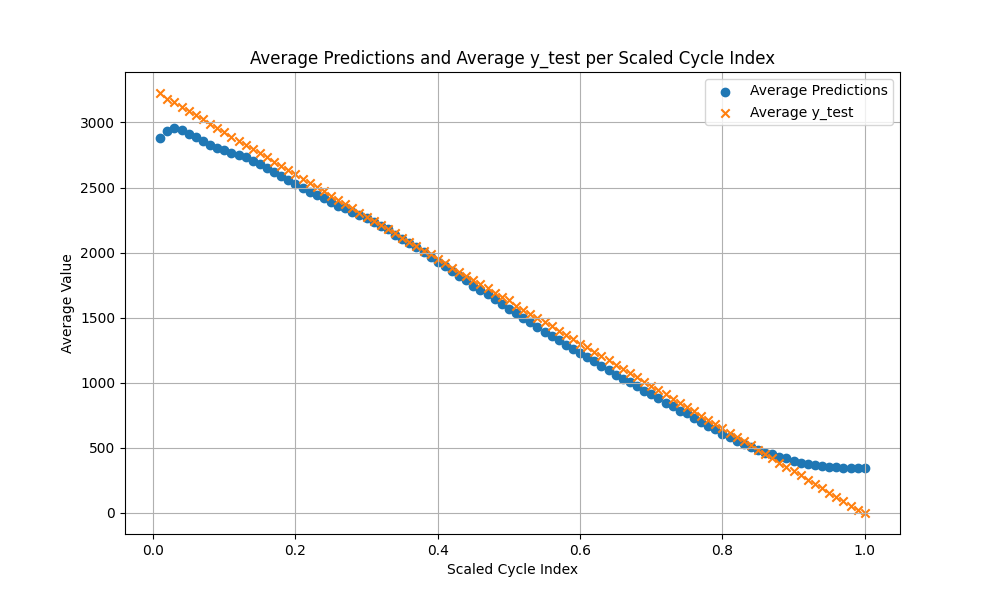 Average Predictions and Average y_test per Scaled Cycle Index
Average Predictions
Average y_test
3000
2500
2000
1500
1000
500
0
Average Value
0.0 0.2 0.4 0.6 0.8 1.0
Scaled Cycle Index